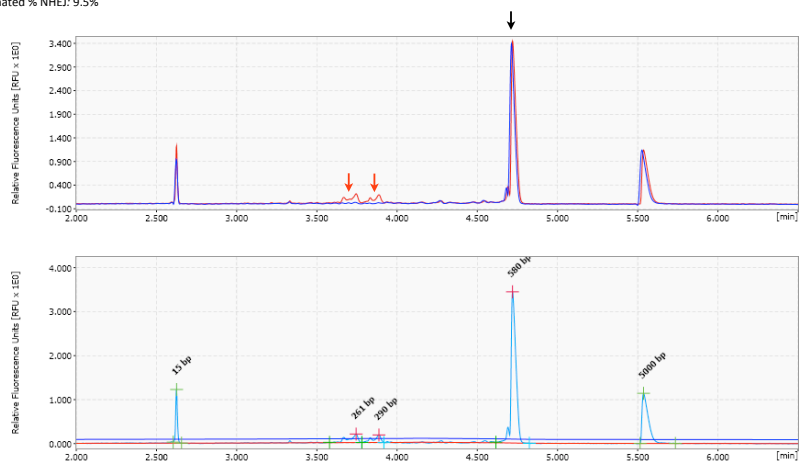 nated % NHEJ: 9.5%
Relative Fluorescence Units [RFU x 1E0]
3.400
2.900
2.400
1.900
1.400
0.900
0.400
-0.100
2.000 2.500 3.000 3.500 4.000 4.500 5.000 5.500 6.000 [min]
Relative Fluorescence Units [RFU x 1E0]
4.000
3.000
2.000
1.000
0.000
15 bp
261 bp
290 bp
580 bp
5000 bp
2.000 2.500 3.000 3.500 4.000 4.500 5.000 5.500 6.000 [min]